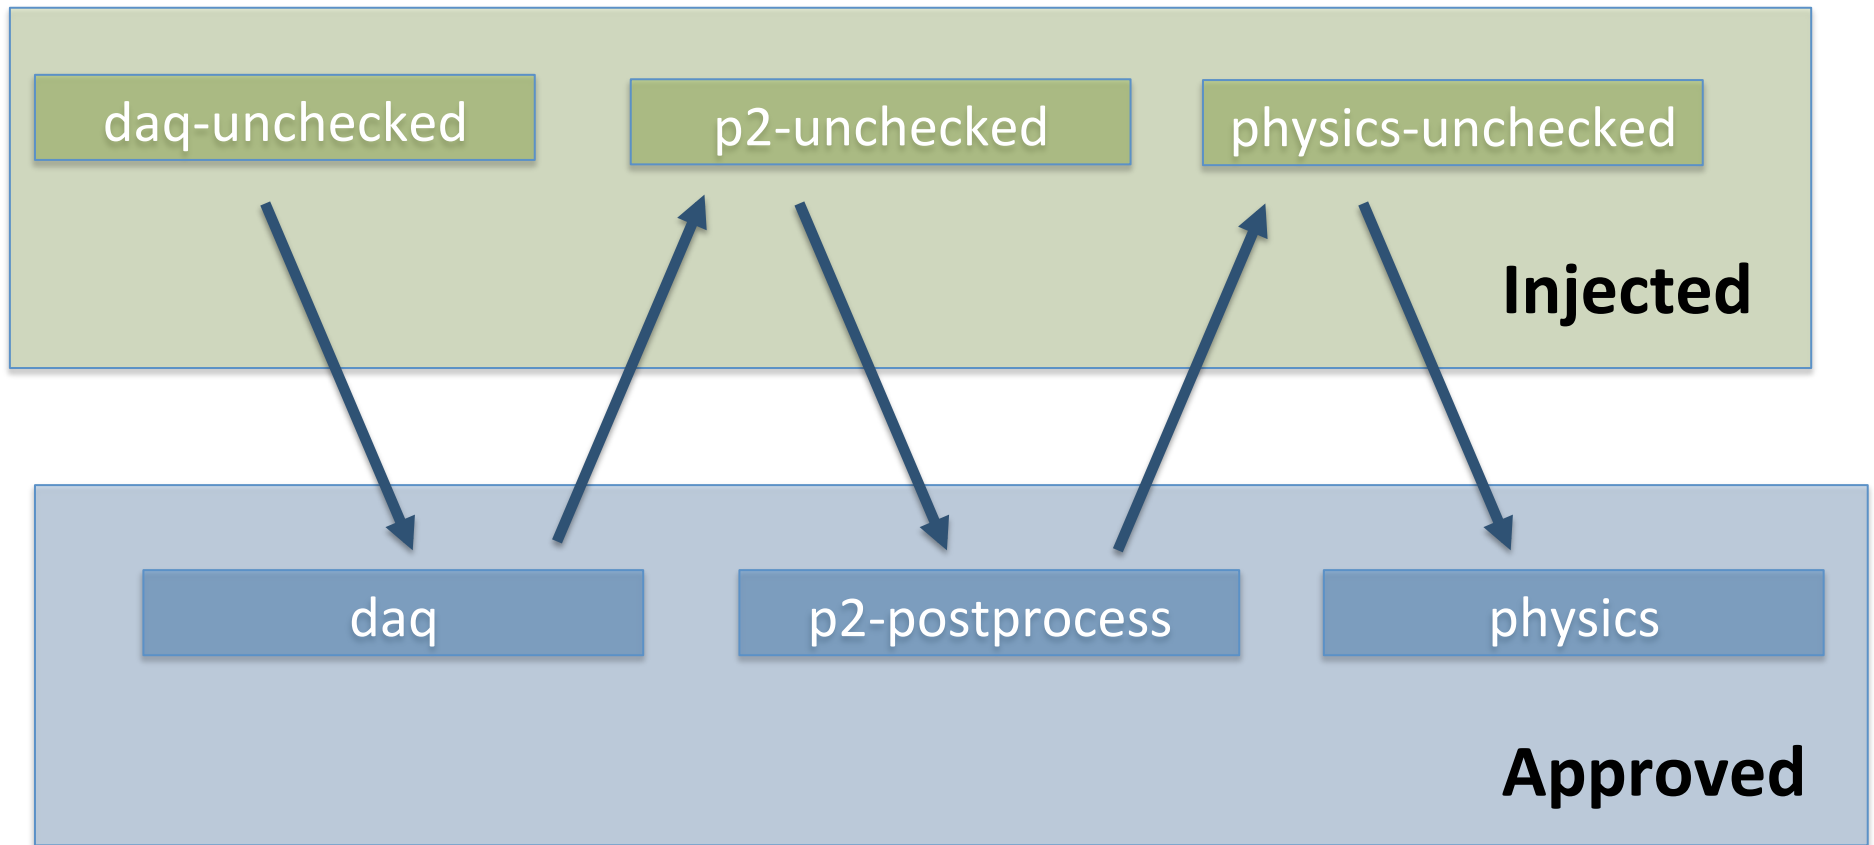 daq-unchecked
p2-unchecked
physics-unchecked
Injected
daq
p2-postprocess
physics
Approved